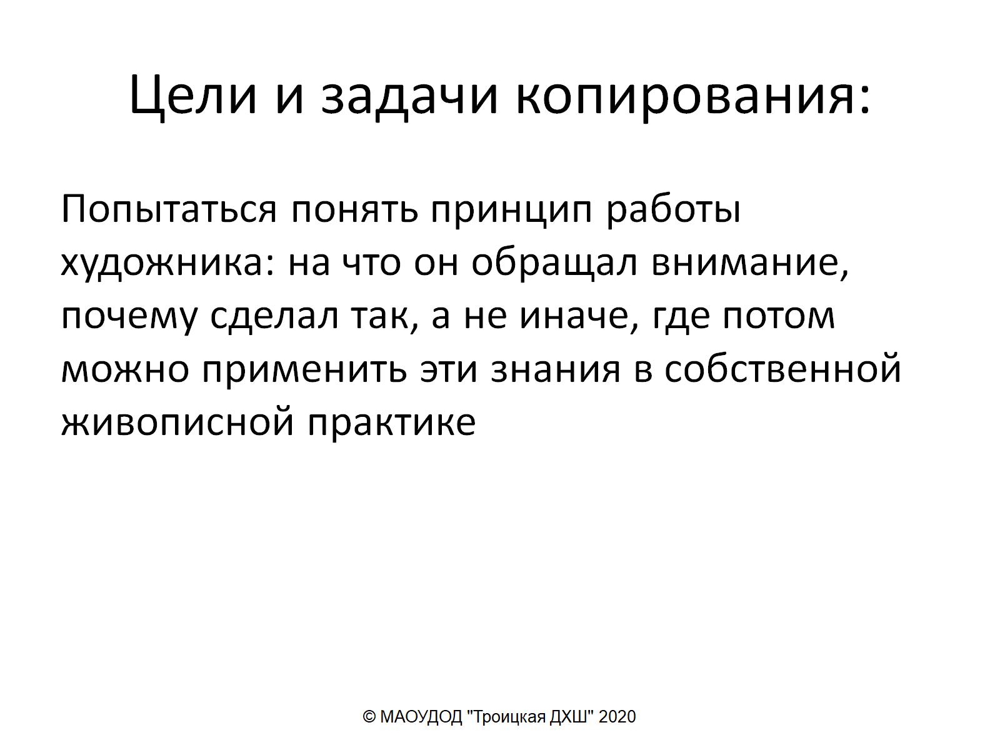 Цели и задачи копирования:
Попытаться понять принцип работы
художника: на что он обращал внимание,
почему сделал так, а не иначе, где потом
можно применить эти знания в собственной
живописной практике
© МАОУДОД "Троицкая ДХШ" 2020